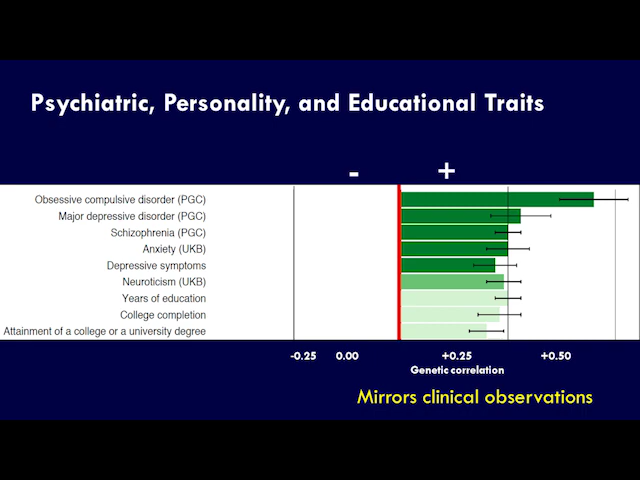 Psychiatric, Personality, and Educational Traits
- +
Obsessive compulsive disorder (PGC)
Major depressive disorder (PGC)
Schizophrenia (PGC)
Anxiety (UKB)
Depressive symptoms
Neuroticism (UKB)
Years of education
College completion
Attainment of a college or a university degree
-0.25 0.00 +0.25 +0.50
Genetic correlation
Mirrors clinical observations